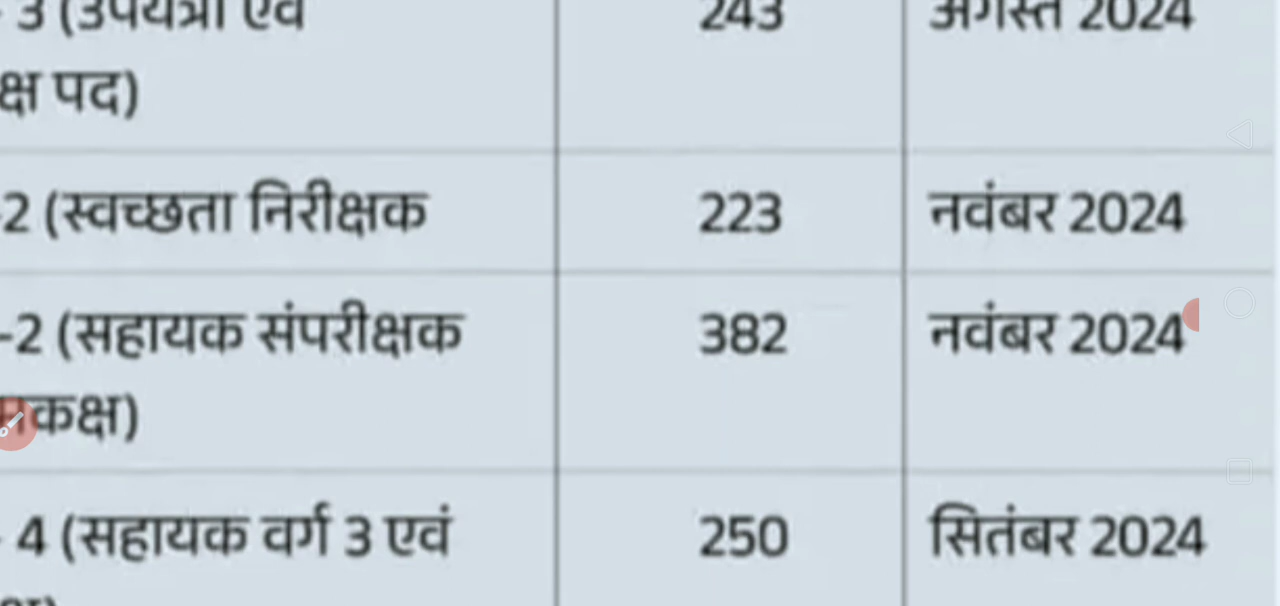 3 (उपयंत्री एवं 243 अगस्त 2024
क्ष पद)
-2 (स्वच्छता निरीक्षक 223 नवंबर 2024
-2 (सहायक संपरीक्षक 382 नवंबर 2024
मकक्ष)
4 (सहायक वर्ग 3 एवं 250 सितंबर 2024